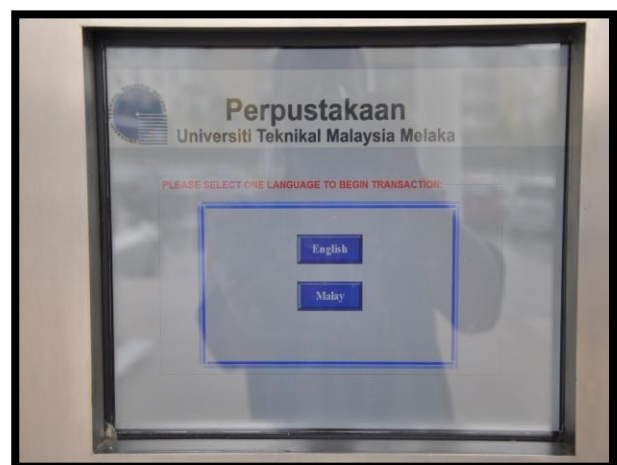 Perpustakaan
Universiti Teknikal Malaysia Melaka
PLEASE SELECT ONE LANGUAGE TO BEGIN TRANSACTION:
English
Malay